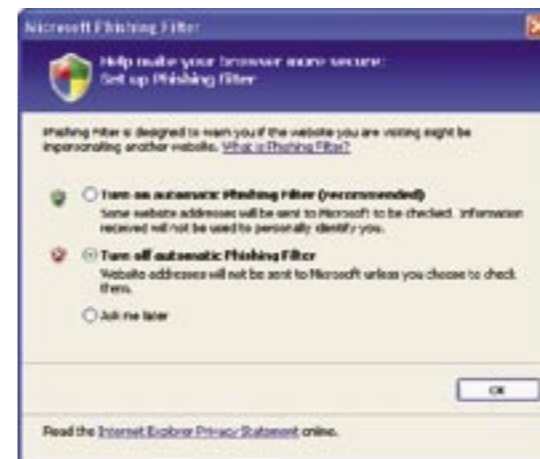 Microsoft Phishing Filter
Help make your browser more secure:
Set up Phishing Filter
Phishing Filter is designed to warn you if the website you are visiting might be
impersonating another website. What is Phishing Filter?
Turn on automatic Phishing Filter (recommended)
Some website addresses will be sent to Microsoft to be checked. Information
received will not be used to personally identify you.
Turn off automatic Phishing Filter
Website addresses will not be sent to Microsoft unless you choose to check
them.
Ask me later
OK
Read the Internet Explorer Privacy Statement online.